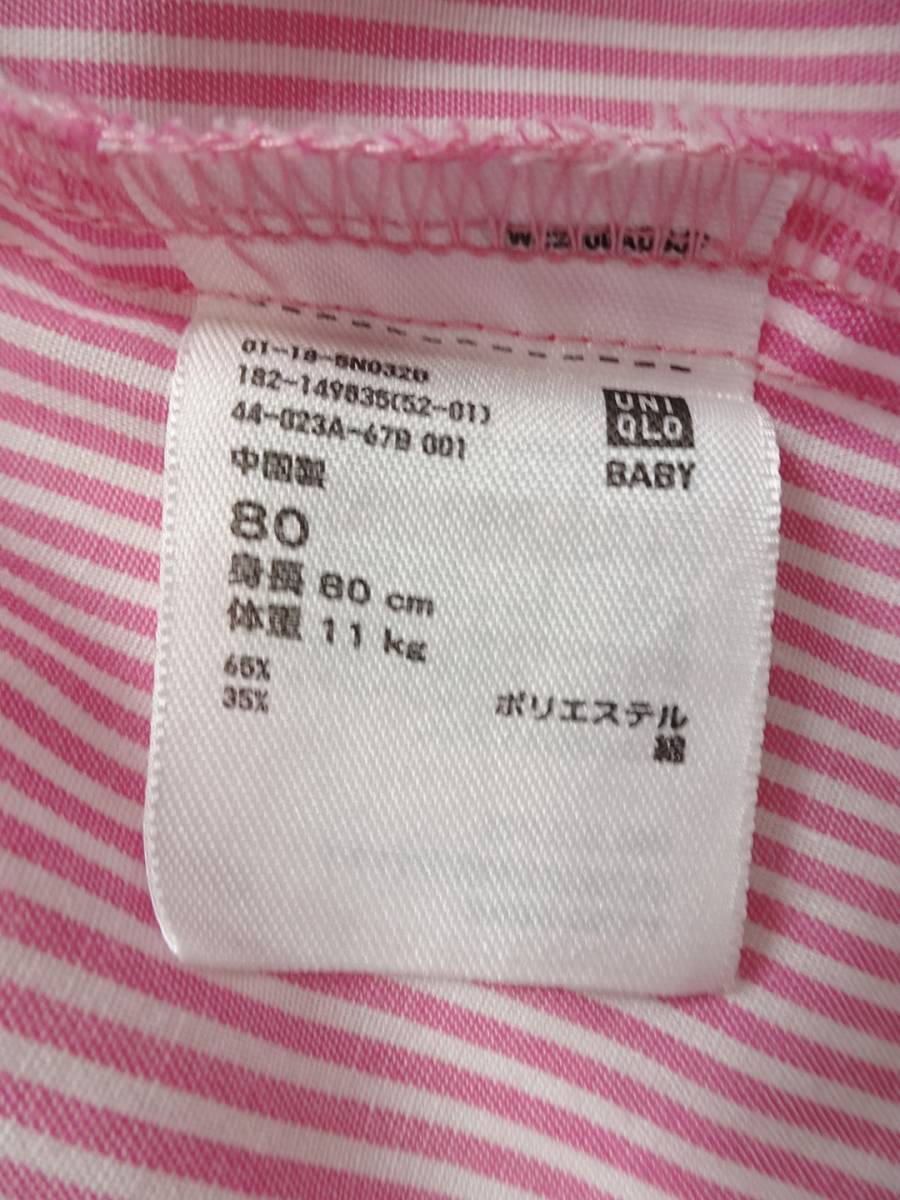 01-18-SN0320
182-149835(52-01)
44-023A-67B 001
UNI
QLO
BABY
中国製
80
身長 80 cm
体重 11 kg
65% ポリエステル
35% 綿